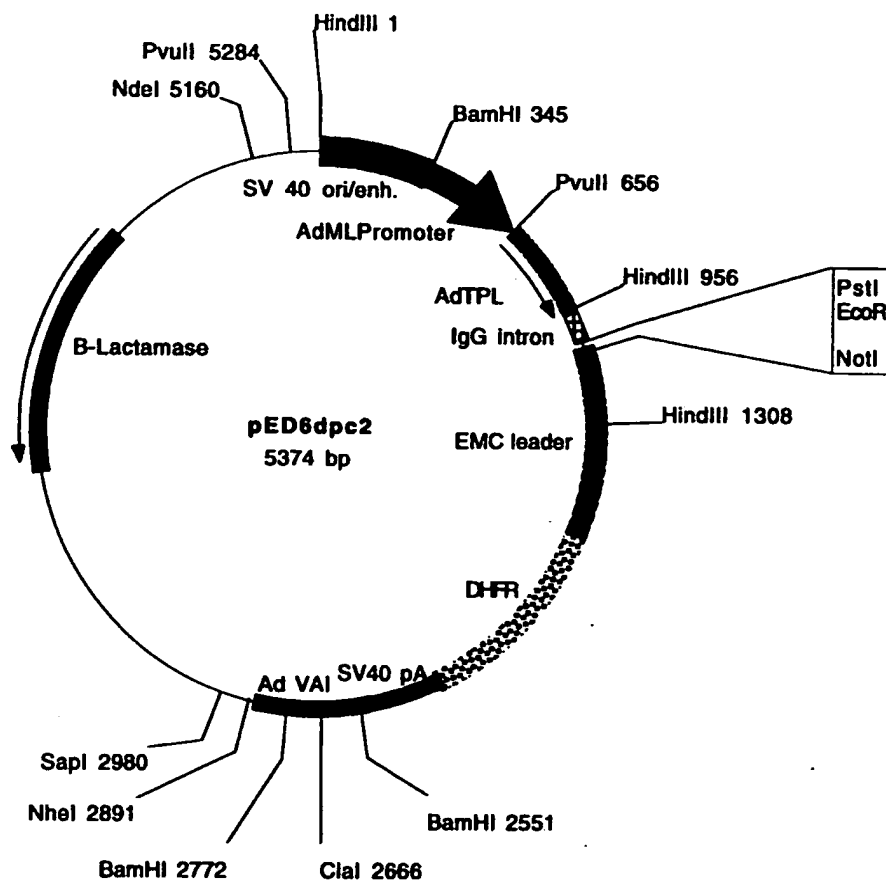 HindIII 1
PvuII 5284
NdeI 5160
BamHI 345
SV 40 ori/enh.
PvuII 656
AdMLPromoter
HindIII 956
PstI
AdTPL
EcoR
IgG intron
B-Lactamase
NotI
HindIII 1308
pED6dpc2
EMC leader
5374 bp
DHFR
SV40 pA
Ad VAI
SapI 2980
NheI 2891
BamHI 2551
BamHI 2772
ClaI 2666